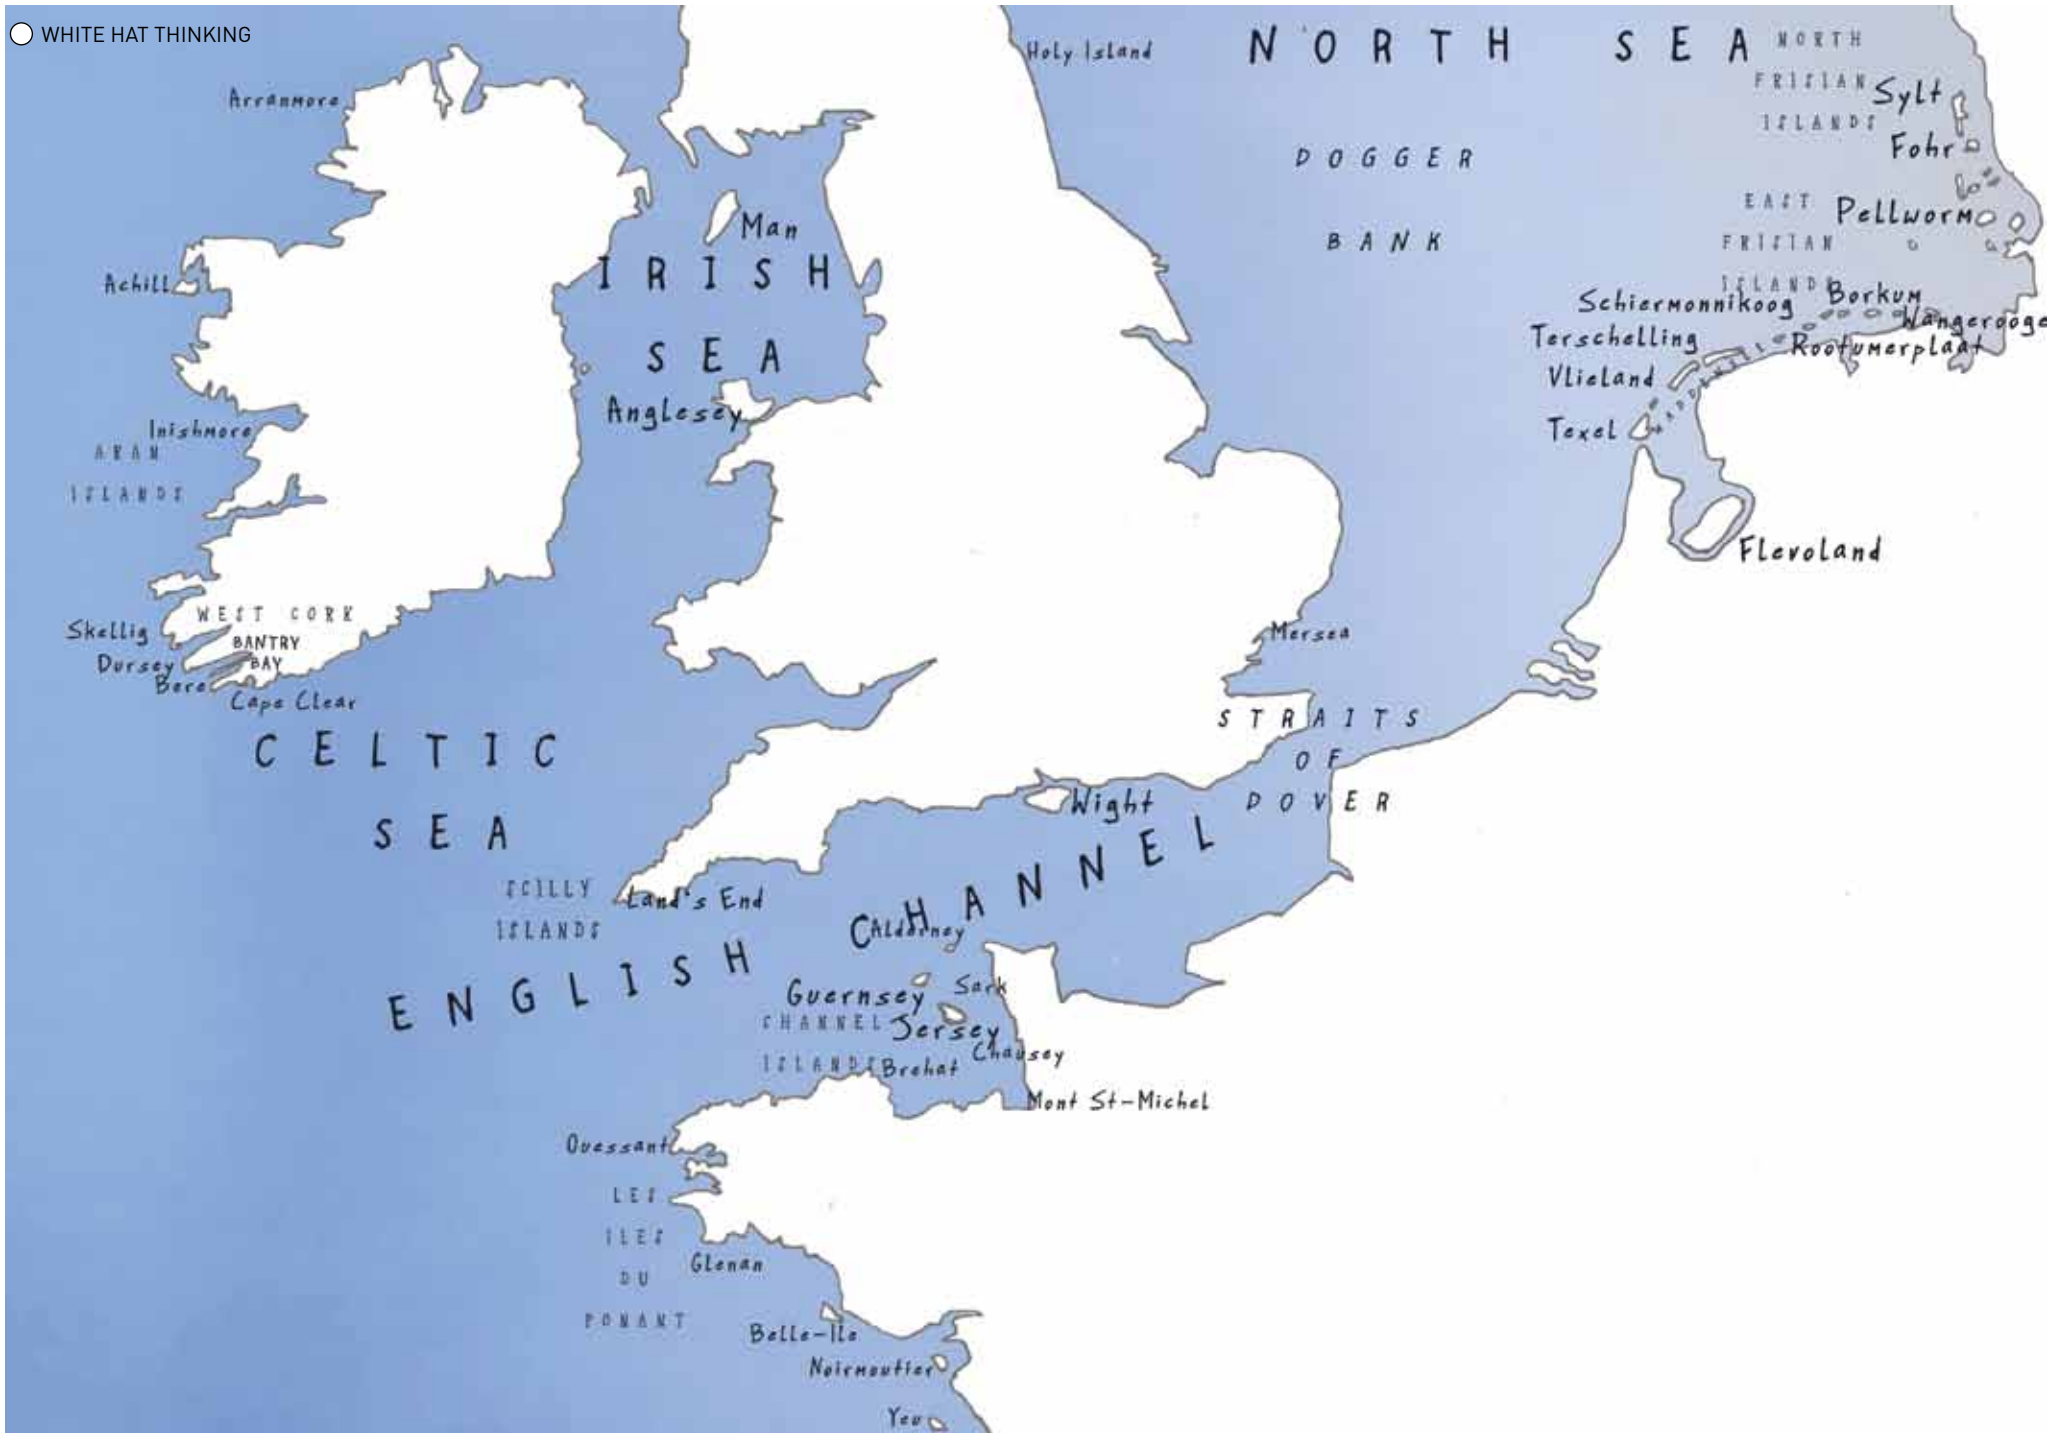 WHITE HAT THINKING
Holy Island
NORTH SEA
NORTH
FRISIAN
ISLANDS
Sylt
Fohr
Arranmore
DOGGER
BANK
EAST
FRISIAN
ISLANDS
Pellworm
Man
IRISH
SEA
Achill
Schiermonnikoog
Borkum
Wangerooge
Terschelling
Rootumerplaat
Vlieland
Texel
Anglesey
Inishmore
ARAN
ISLANDS
Flevoland
WEST CORK
Skellig
BANTRY
BAY
Dursey
Bere
Cape Clear
Mersea
STRAITS
OF
DOVER
CELTIC
SEA
Wight
SCILLY
ISLANDS
Land's End
ENGLISH CHANNEL
Alderney
Guernsey
Sark
CHANNEL
ISLANDS
Jersey
Chausey
Brehat
Mont St-Michel
Ouessant
LES
ILES
DU
PONANT
Glenan
Belle-Ile
Noirmoutier
Yeu